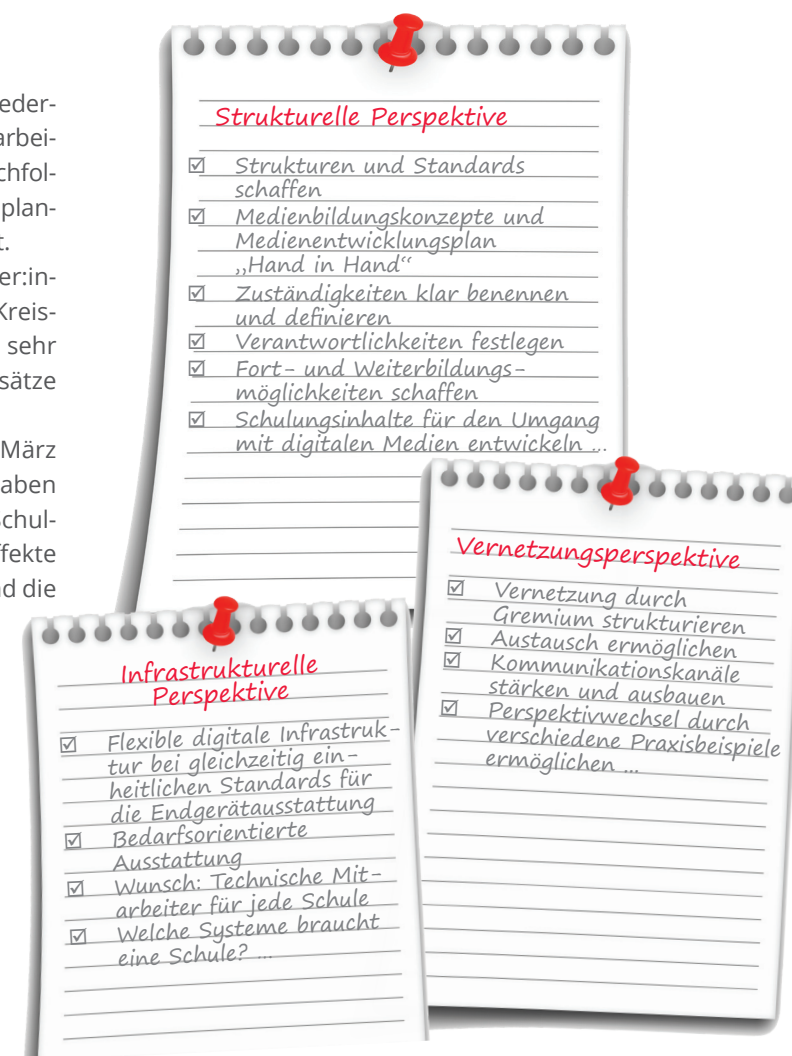 eder-
arbei-
chfol-
plan-
t.
er:in-
Kreis-
sehr
sätze
März
aben
chul-
ffekte
d die
Strukturelle Perspektive
☑ Strukturen und Standards
schaffen
☑ Medienbildungskonzepte und
Medienentwicklungsplan
„Hand in Hand“
☑ Zuständigkeiten klar benennen
und definieren
☑ Verantwortlichkeiten festlegen
☑ Fort- und Weiterbildungs-
möglichkeiten schaffen
☑ Schulungsinhalte für den Umgang
mit digitalen Medien entwickeln ...
Vernetzungsperspektive
☑ Vernetzung durch
Gremium strukturieren
☑ Austausch ermöglichen
☑ Kommunikationskanäle
stärken und ausbauen
☑ Perspektivwechsel durch
verschiedene Praxisbeispiele
ermöglichen ...
Infrastrukturelle
Perspektive
☑ Flexible digitale Infrastruk-
tur bei gleichzeitig ein-
heitlichen Standards für
die Endgerätausstattung
☑ Bedarfsorientierte
Ausstattung
☑ Wunsch: Technische Mit-
arbeiter für jede Schule
☑ Welche Systeme braucht
eine Schule? ...